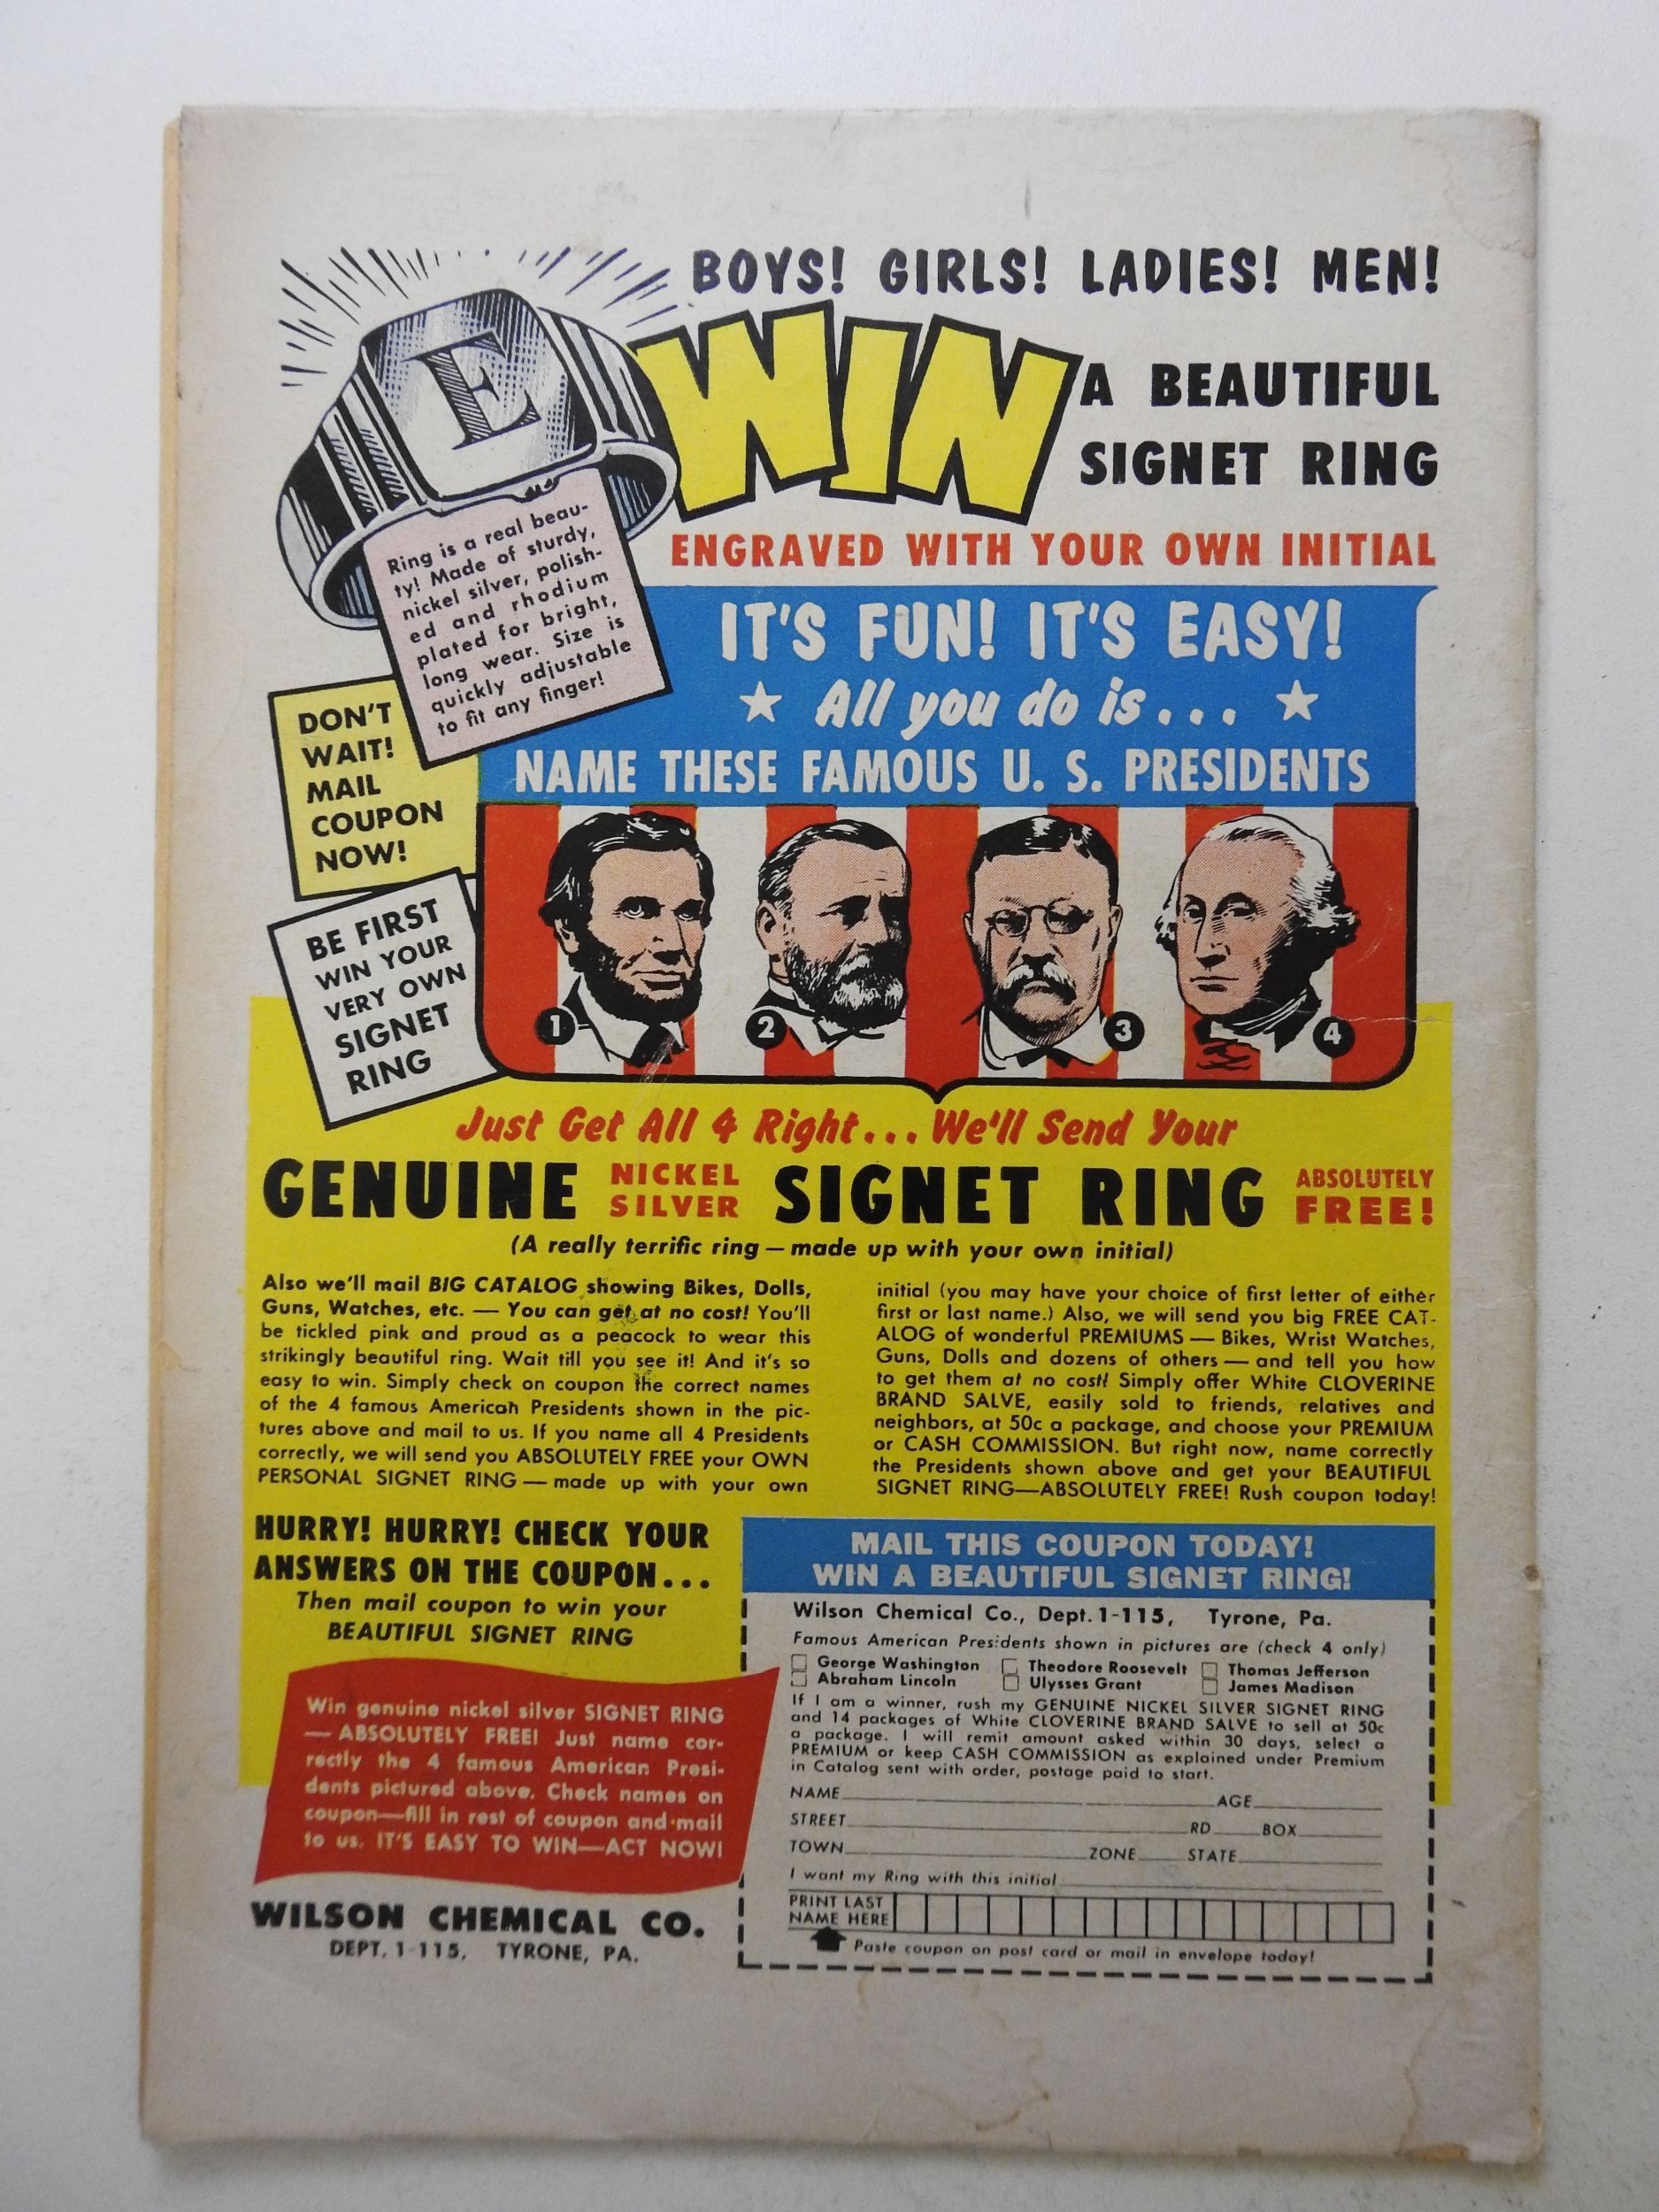 BOYS! GIRLS! LADIES! MEN!
WIN
A BEAUTIFUL
SIGNET RING
ENGRAVED WITH YOUR OWN INITIAL
E
Ring is a real beau-
ty! Made of sturdy,
nickel silver, polish-
ed and rhodium
plated for bright,
long wear. Size is
quickly adjustable
to fit any finger!
IT'S FUN! IT'S EASY!
★ All you do is... ★
NAME THESE FAMOUS U. S. PRESIDENTS
DON'T
WAIT!
MAIL
COUPON
NOW!
BE FIRST
WIN YOUR
VERY OWN
SIGNET
RING
1
2
3
4
Just Get All 4 Right... We'll Send Your
GENUINE NICKEL SILVER SIGNET RING ABSOLUTELY FREE!
(A really terrific ring — made up with your own initial)
Also we'll mail BIG CATALOG showing Bikes, Dolls,
Guns, Watches, etc. — You can get at no cost! You'll
be tickled pink and proud as a peacock to wear this
strikingly beautiful ring. Wait till you see it! And it's so
easy to win. Simply check on coupon the correct names
of the 4 famous American Presidents shown in the pic-
tures above and mail to us. If you name all 4 Presidents
correctly, we will send you ABSOLUTELY FREE your OWN
PERSONAL SIGNET RING — made up with your own
initial (you may have your choice of first letter of either
first or last name.) Also, we will send you big FREE CAT-
ALOG of wonderful PREMIUMS — Bikes, Wrist Watches,
Guns, Dolls and dozens of others — and tell you how
to get them at no cost! Simply offer White CLOVERINE
BRAND SALVE, easily sold to friends, relatives and
neighbors, at 50c a package, and choose your PREMIUM
or CASH COMMISSION. But right now, name correctly
the Presidents shown above and get your BEAUTIFUL
SIGNET RING—ABSOLUTELY FREE! Rush coupon today!
HURRY! HURRY! CHECK YOUR
ANSWERS ON THE COUPON...
Then mail coupon to win your
BEAUTIFUL SIGNET RING
Win genuine nickel silver SIGNET RING
— ABSOLUTELY FREE! Just name cor-
rectly the 4 famous American Presi-
dents pictured above. Check names on
coupon—fill in rest of coupon and mail
to us. IT'S EASY TO WIN—ACT NOW!
WILSON CHEMICAL CO.
DEPT. 1-115, TYRONE, PA.
MAIL THIS COUPON TODAY!
WIN A BEAUTIFUL SIGNET RING!
Wilson Chemical Co., Dept. 1-115, Tyrone, Pa.
Famous American Presidents shown in pictures are (check 4 only)
George Washington Theodore Roosevelt Thomas Jefferson
Abraham Lincoln Ulysses Grant James Madison
If I am a winner, rush my GENUINE NICKEL SILVER SIGNET RING
and 14 packages of White CLOVERINE BRAND SALVE to sell at 50c
a package. I will remit amount asked within 30 days, select a
PREMIUM or keep CASH COMMISSION as explained under Premium
in Catalog sent with order, postage paid to start.
NAME AGE
STREET RD BOX
TOWN ZONE STATE
I want my Ring with this initial
PRINT LAST
NAME HERE
Paste coupon on post card or mail in envelope today!